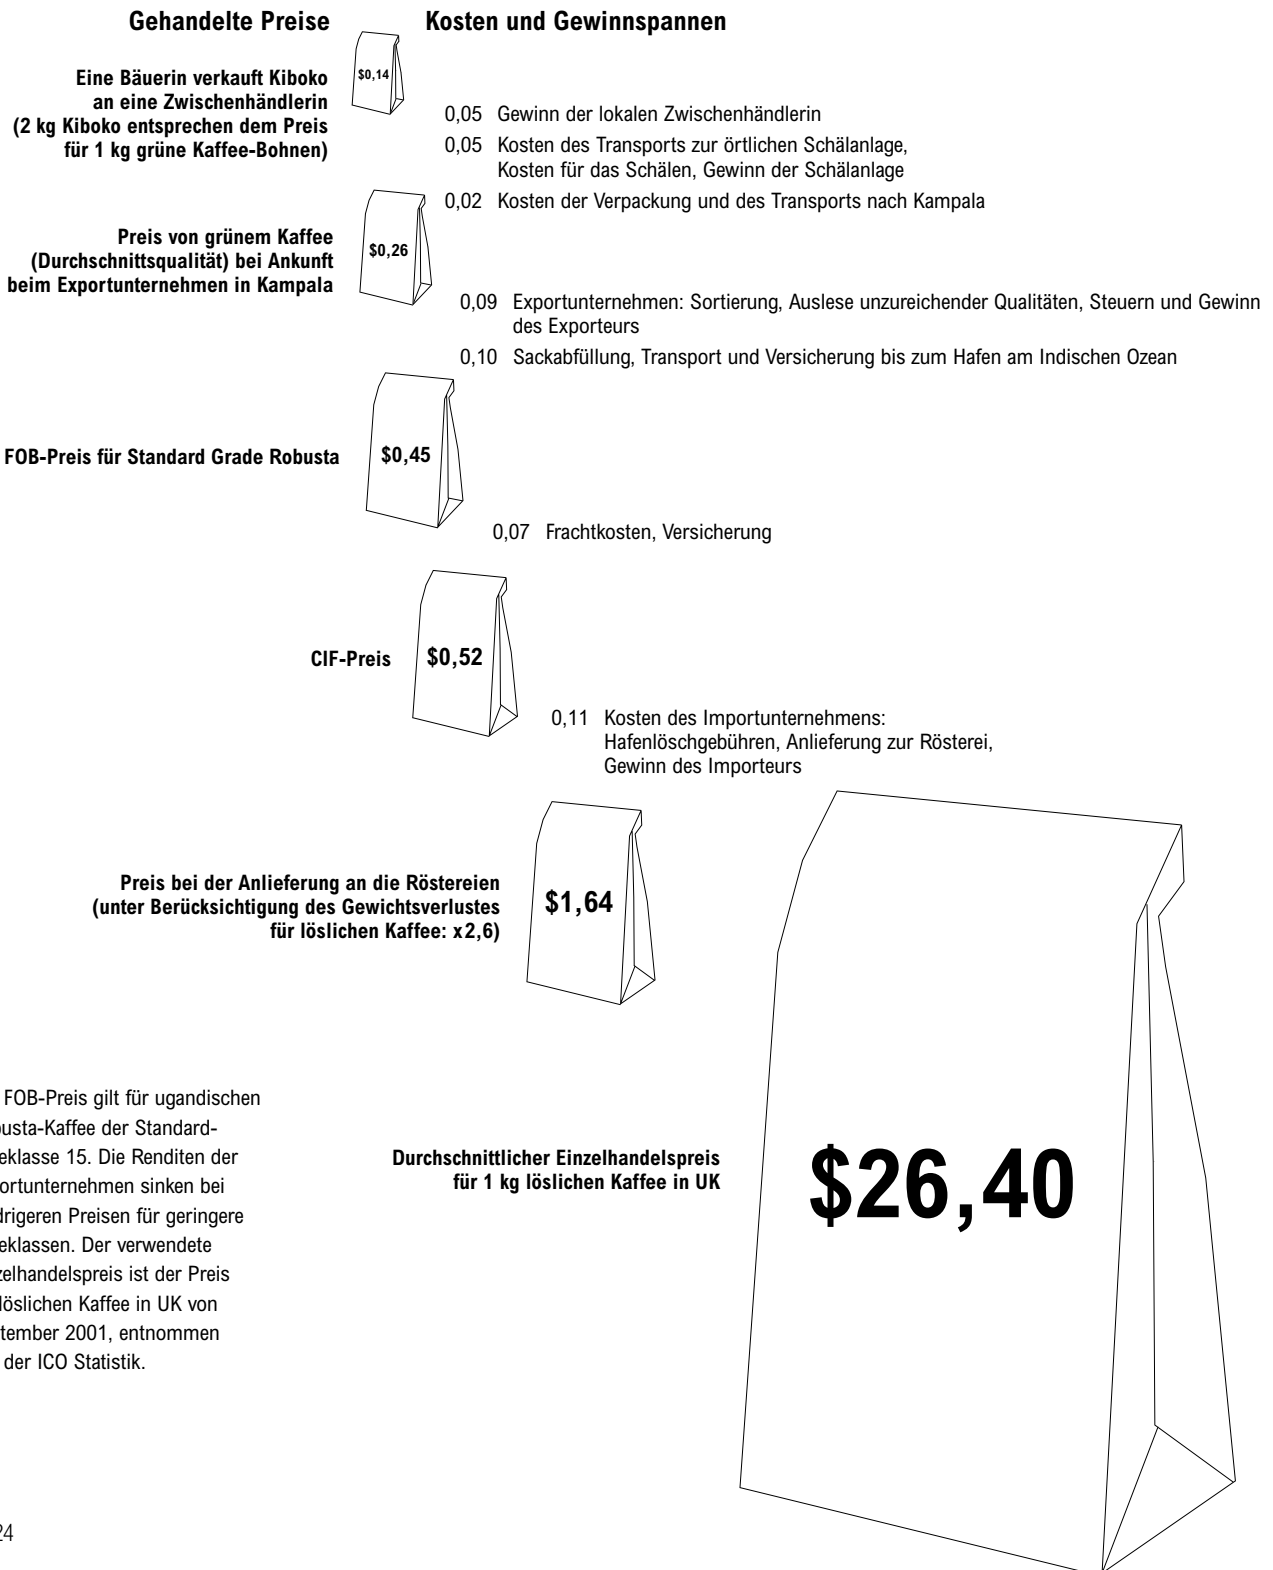 Gehandelte Preise
Kosten und Gewinnspannen
Eine Bäuerin verkauft Kiboko
an eine Zwischenhändlerin
(2 kg Kiboko entsprechen dem Preis
für 1 kg grüne Kaffee-Bohnen)
$0,14
0,05 Gewinn der lokalen Zwischenhändlerin
0,05 Kosten des Transports zur örtlichen Schälanlage,
Kosten für das Schälen, Gewinn der Schälanlage
0,02 Kosten der Verpackung und des Transports nach Kampala
Preis von grünem Kaffee
(Durchschnittsqualität) bei Ankunft
beim Exportunternehmen in Kampala
$0,26
0,09 Exportunternehmen: Sortierung, Auslese unzureichender Qualitäten, Steuern und Gewinn
des Exporteurs
0,10 Sackabfüllung, Transport und Versicherung bis zum Hafen am Indischen Ozean
FOB-Preis für Standard Grade Robusta
$0,45
0,07 Frachtkosten, Versicherung
CIF-Preis
$0,52
0,11 Kosten des Importunternehmens:
Hafenlöschgebühren, Anlieferung zur Rösterei,
Gewinn des Importeurs
Preis bei der Anlieferung an die Röstereien
(unter Berücksichtigung des Gewichtsverlustes
für löslichen Kaffee: x 2,6)
$1,64
FOB-Preis gilt für ugandischen
busta-Kaffee der Standard-
eklasse 15. Die Renditen der
ortunternehmen sinken bei
drigeren Preisen für geringere
eklassen. Der verwendete
zelhandelspreis ist der Preis
löslichen Kaffee in UK von
tember 2001, entnommen
der ICO Statistik.
Durchschnittlicher Einzelhandelspreis
für 1 kg löslichen Kaffee in UK
$26,40
24